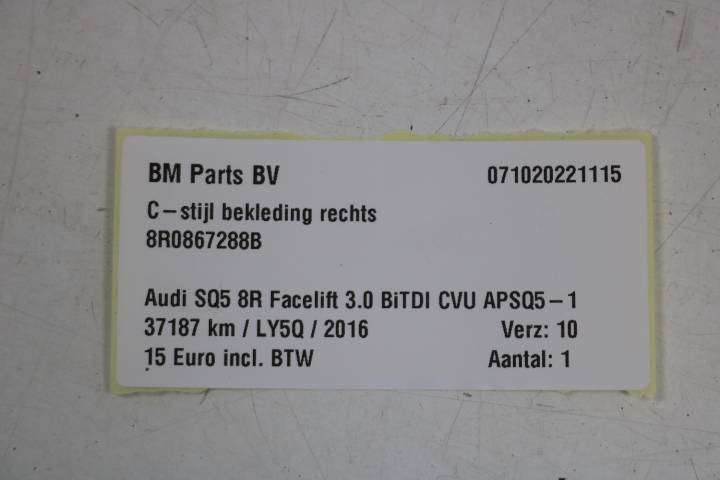 BM Parts BV 071020221115
C-stijl bekleding rechts
8R0867288B
Audi SQ5 8R Facelift 3.0 BiTDI CVU APSQ5-1
37187 km / LY5Q / 2016 Verz: 10
15 Euro incl. BTW Aantal: 1